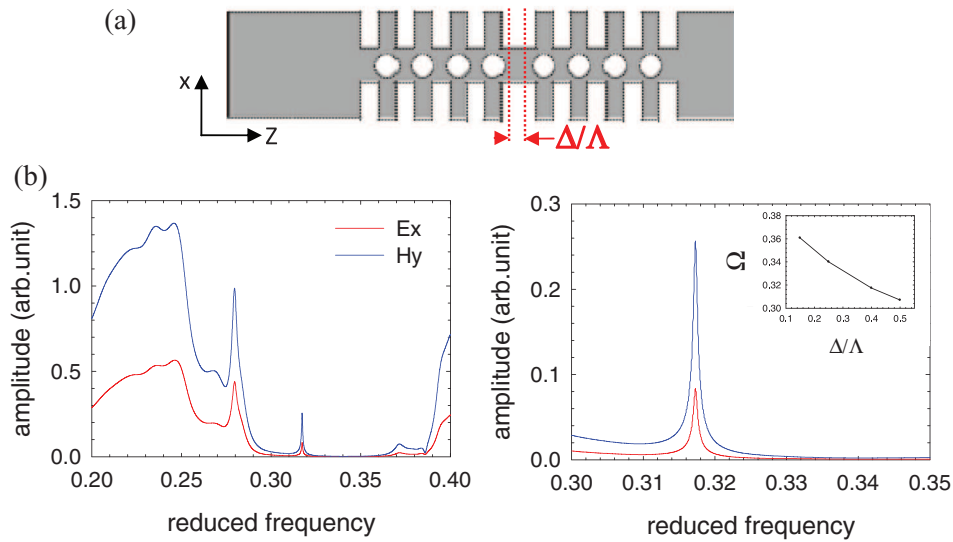 (a)
x
Z
Δ/Λ
(b)
amplitude (arb.unit)
1.5
1.0
0.5
0.0
Ex
Hy
0.20 0.25 0.30 0.35 0.40
reduced frequency
amplitude (arb.unit)
0.3
0.2
0.1
0.0
0.30 0.31 0.32 0.33 0.34 0.35
reduced frequency
Ω
0.38
0.36
0.34
0.32
0.30
0.1 0.2 0.3 0.4 0.5
Δ/Λ